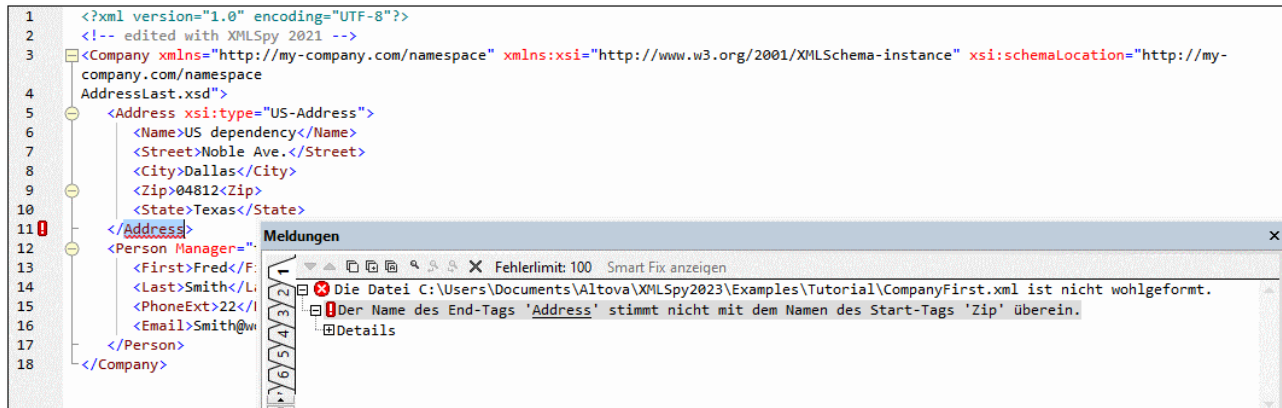 1 <?xml version="1.0" encoding="UTF-8"?>
2 <!-- edited with XMLSpy 2021 -->
3 <Company xmlns="http://my-company.com/namespace" xmlns:xsi="http://www.w3.org/2001/XMLSchema-instance" xsi:schemaLocation="http://my-
company.com/namespace
4 AddressLast.xsd">
5 <Address xsi:type="US-Address">
6 <Name>US dependency</Name>
7 <Street>Noble Ave.</Street>
8 <City>Dallas</City>
9 <Zip>04812<Zip>
10 <State>Texas</State>
11 </Address>
12 <Person Manager="
13 <First>Fred</Fi
14 <Last>Smith</La
15 <PhoneExt>22</
16 <Email>Smith@w
17 </Person>
18 </Company>
Meldungen
Fehlerlimit: 100 Smart Fix anzeigen
Die Datei C:\Users\Documents\Altova\XMLSpy2023\Examples\Tutorial\CompanyFirst.xml ist nicht wohlgeformt.
Der Name des End-Tags 'Address' stimmt nicht mit dem Namen des Start-Tags 'Zip' überein.
Details
1
2
3
4
5
6
7